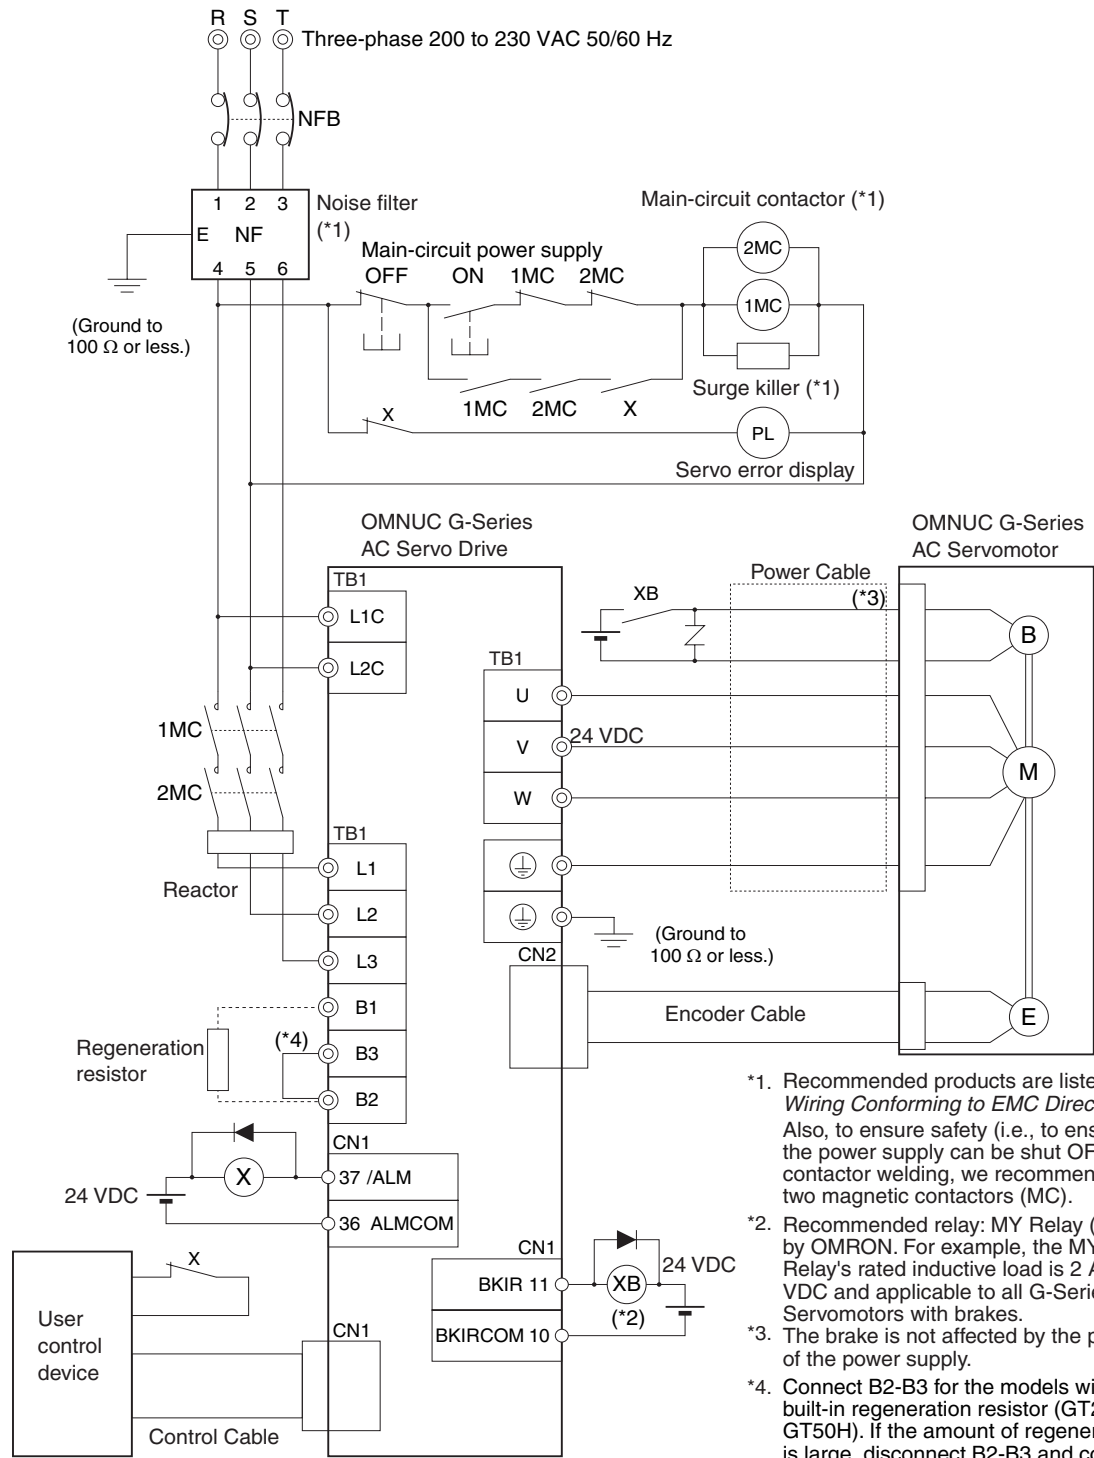 R S T
Three-phase 200 to 230 VAC 50/60 Hz
NFB
1 2 3
Noise filter
(*1)
E NF
4 5 6
(Ground to
100 Ω or less.)
Main-circuit power supply
OFF ON 1MC 2MC
Main-circuit contactor (*1)
2MC
1MC
Surge killer (*1)
1MC 2MC X
X
PL
Servo error display
OMNUC G-Series
AC Servo Drive
OMNUC G-Series
AC Servomotor
TB1
L1C
L2C
XB
Power Cable
(*3)
B
TB1
U
V
24 VDC
W
M
1MC
2MC
Reactor
TB1
L1
L2
L3
B1
B3
B2
(*4)
Regeneration
resistor
(Ground to
100 Ω or less.)
CN2
Encoder Cable
E
CN1
X
24 VDC
37 /ALM
36 ALMCOM
CN1
BKIR 11
BKIRCOM 10
XB
(*2)
24 VDC
X
User
control
device
CN1
Control Cable
*1. Recommended products are liste
Wiring Conforming to EMC Direc
Also, to ensure safety (i.e., to ens
the power supply can be shut OF
contactor welding, we recommen
two magnetic contactors (MC).
*2. Recommended relay: MY Relay (
by OMRON. For example, the MY
Relay's rated inductive load is 2 A
VDC and applicable to all G-Serie
Servomotors with brakes.
*3. The brake is not affected by the p
of the power supply.
*4. Connect B2-B3 for the models wi
built-in regeneration resistor (GT2
GT50H). If the amount of regener
is large, disconnect B2-B3 and co